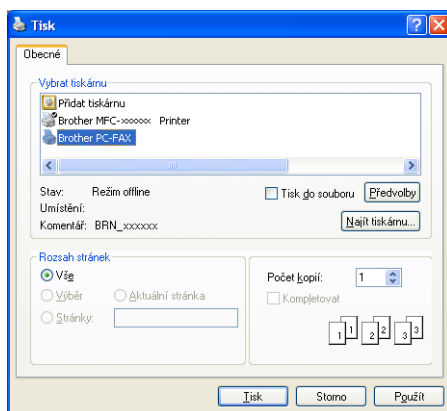 Tisk
Obecné
Vybrat tiskárnu
Přidat tiskárnu
Brother MFC-xxxxxx Printer
Brother PC-FAX
Stav: Režim offline
Tisk do souboru Předvolby
Umístění:
Komentář: BRN_xxxxxx
Najít tiskárnu...
Rozsah stránek
Vše
Výběr Aktuální stránka
Stránky:
Počet kopií: 1
Kompletovat
1 1 2 2 3 3
Tisk Storno Použít